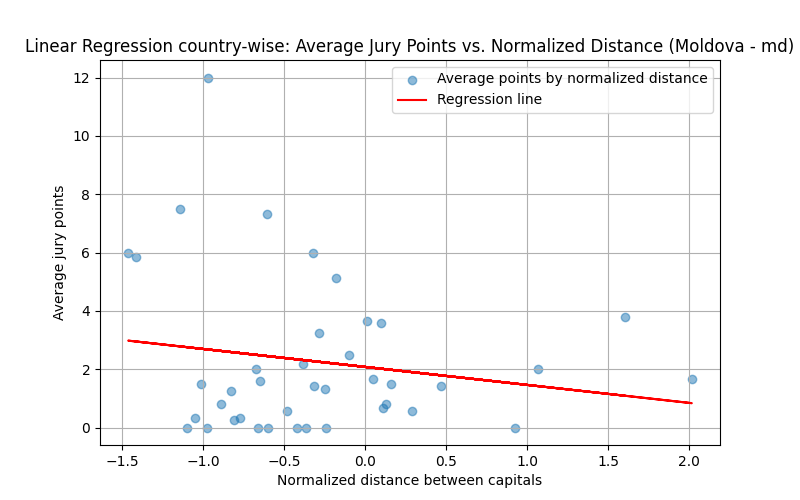 Linear Regression country-wise: Average Jury Points vs. Normalized Distance (Moldova - md)
Average points by normalized distance
Regression line
Average jury points
12
10
8
6
4
2
0
−1.5 −1.0 −0.5 0.0 0.5 1.0 1.5 2.0
Normalized distance between capitals